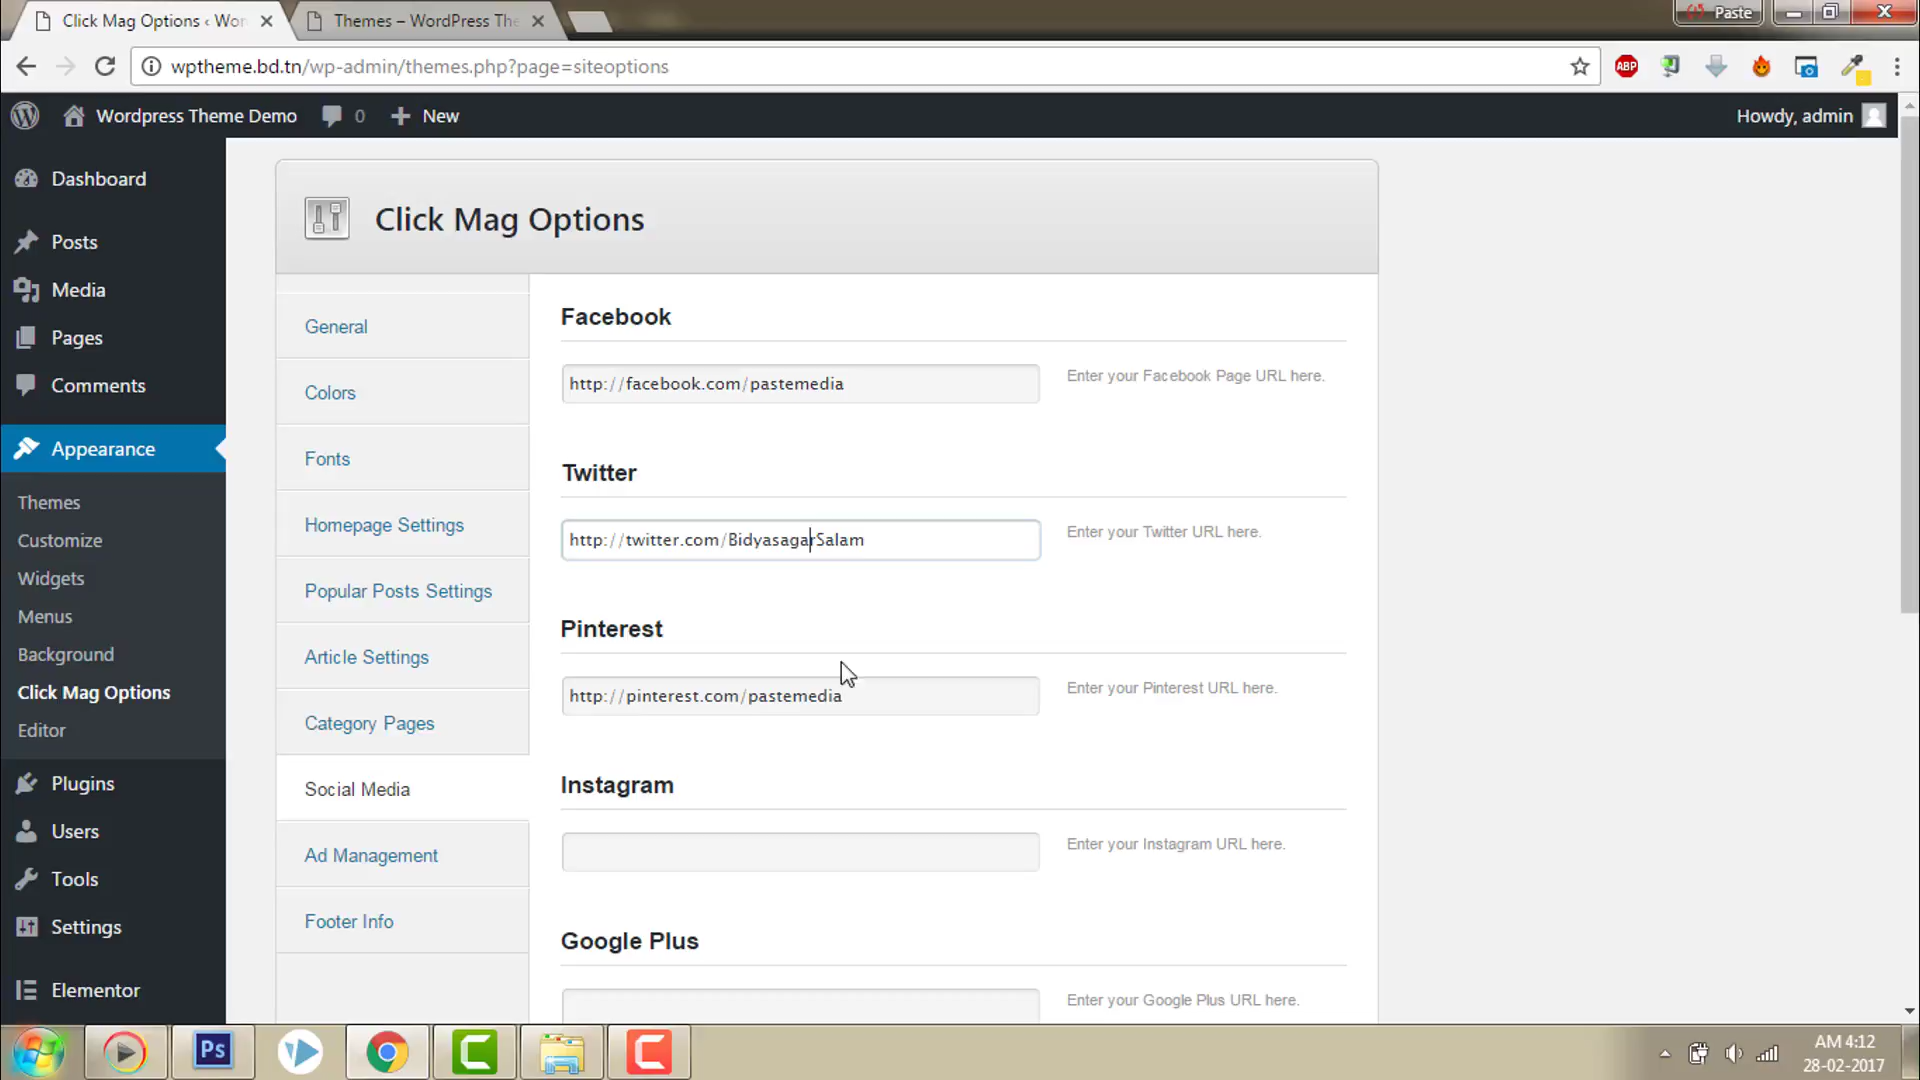 Click Mag Options ‹ Wor
Themes – WordPress The
Paste
wptheme.bd.tn/wp-admin/themes.php?page=siteoptions
ABP
Wordpress Theme Demo
0
New
Howdy, admin
Dashboard
Posts
Media
Pages
Comments
Appearance
Themes
Customize
Widgets
Menus
Background
Click Mag Options
Editor
Plugins
Users
Tools
Settings
Elementor
Click Mag Options
General
Colors
Fonts
Homepage Settings
Popular Posts Settings
Article Settings
Category Pages
Social Media
Ad Management
Footer Info
Facebook
http://facebook.com/pastemedia
Enter your Facebook Page URL here.
Twitter
http://twitter.com/BidyasagarSalam
Enter your Twitter URL here.
Pinterest
http://pinterest.com/pastemedia
Enter your Pinterest URL here.
Instagram
Enter your Instagram URL here.
Google Plus
Enter your Google Plus URL here.
Ps
AM 4:12
28-02-2017